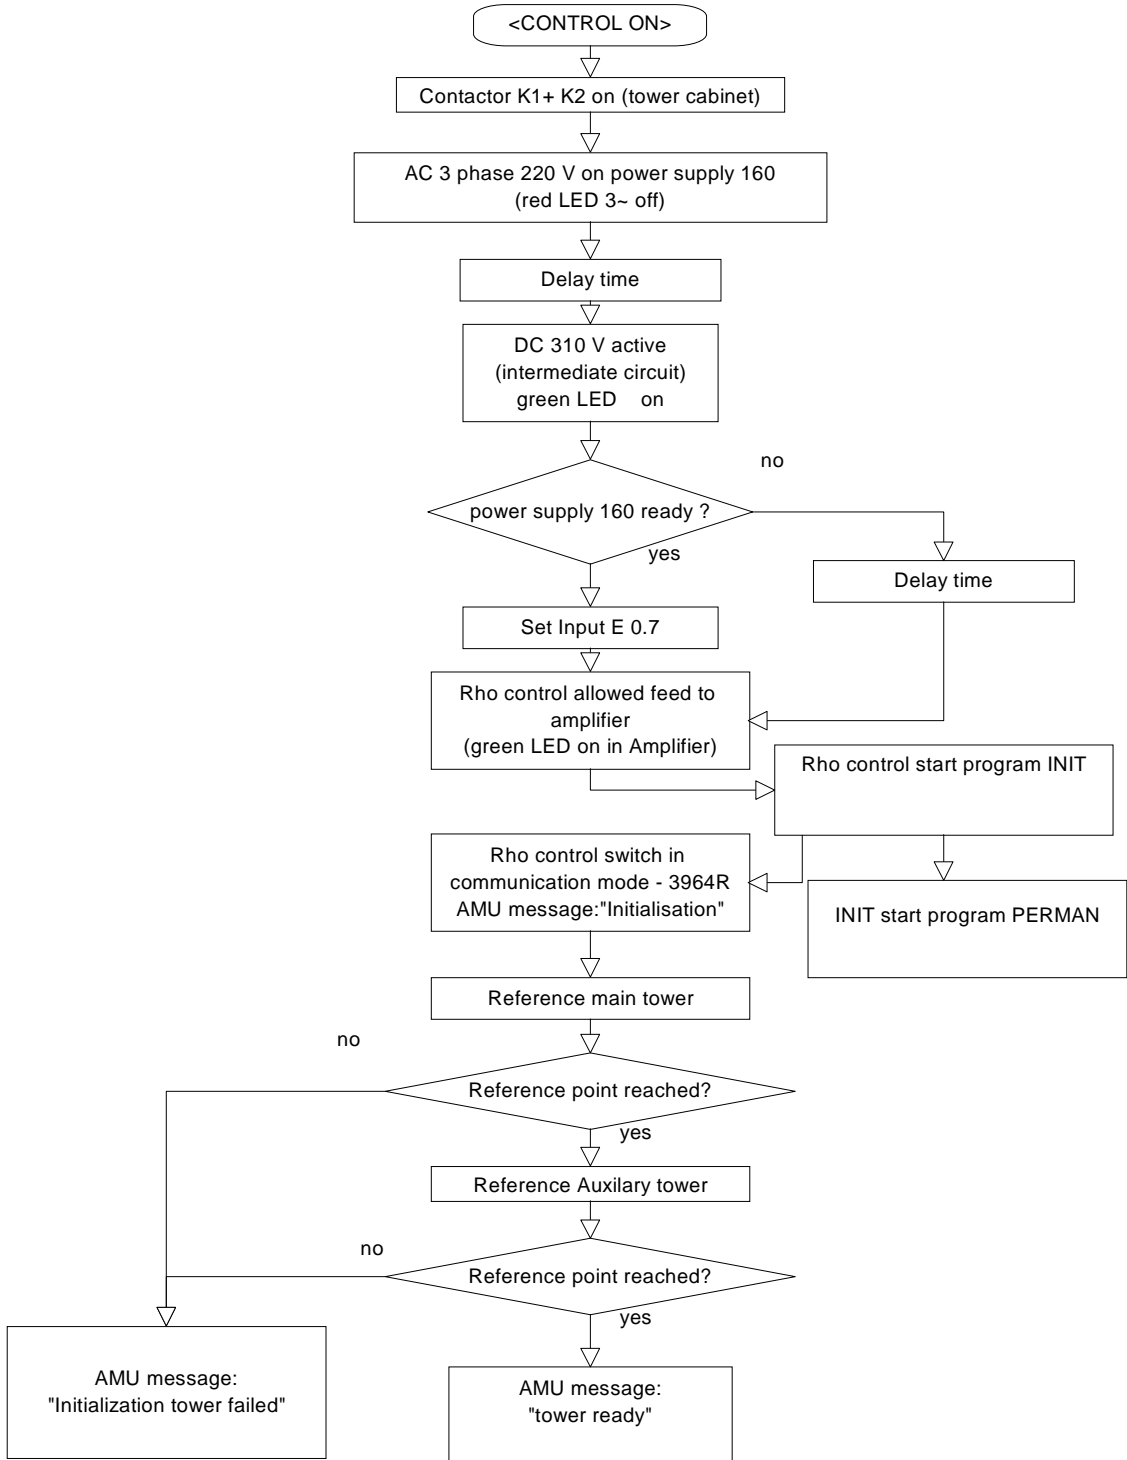 <CONTROL ON>
Contactor K1+ K2 on (tower cabinet)
AC 3 phase 220 V on power supply 160
(red LED 3~ off)
Delay time
DC 310 V active
(intermediate circuit)
green LED on
no
power supply 160 ready ?
yes
Delay time
Set Input E 0.7
Rho control allowed feed to
amplifier
(green LED on in Amplifier)
Rho control start program INIT
Rho control switch in
communication mode - 3964R
AMU message:"Initialisation"
INIT start program PERMAN
Reference main tower
no
Reference point reached?
yes
Reference Auxilary tower
no
Reference point reached?
yes
AMU message:
"Initialization tower failed"
AMU message:
"tower ready"